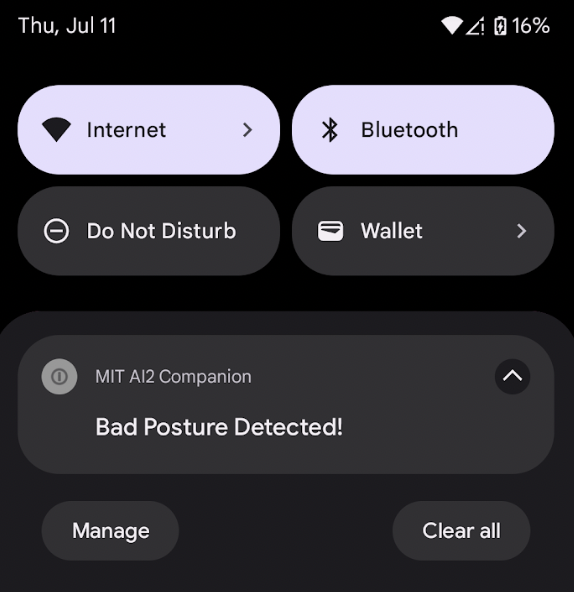 Thu, Jul 11 16%
Internet Bluetooth
Do Not Disturb Wallet
MIT AI2 Companion
Bad Posture Detected!
Manage Clear all